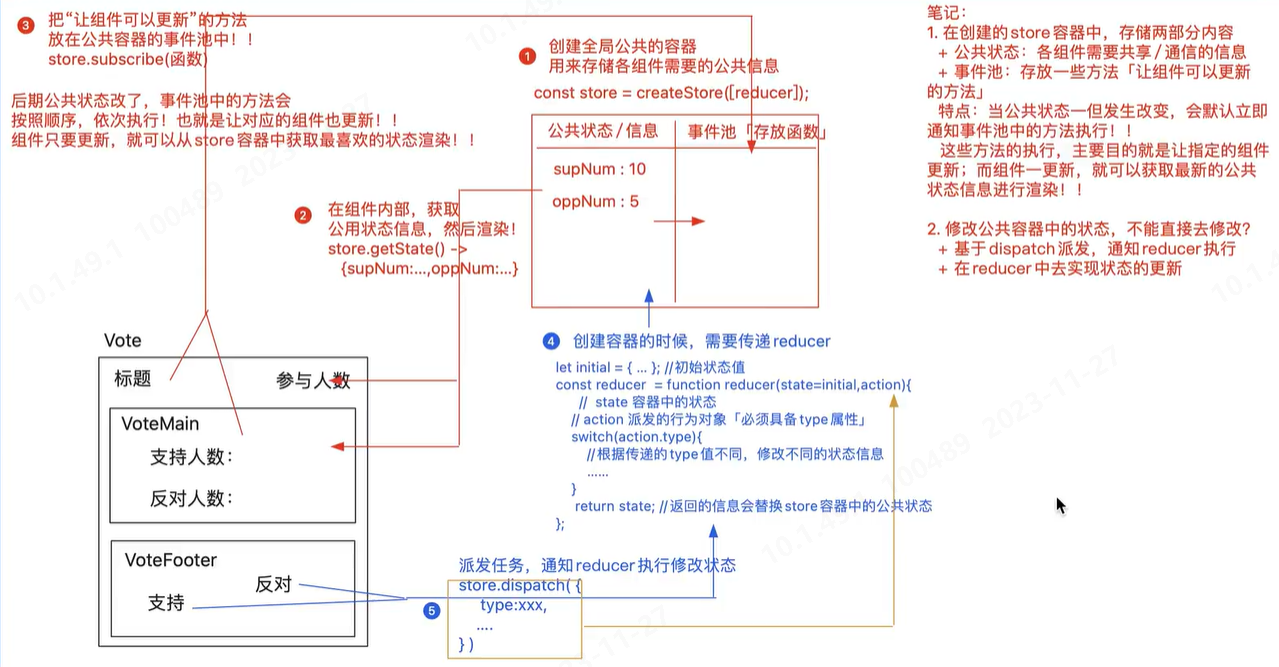 把“让组件可以更新”的方法
放在公共容器的事件池中！！
store.subscribe(函数)
后期公共状态改了，事件池中的方法会
按照顺序，依次执行！也就是让对应的组件也更新！！
组件只要更新，就可以从store容器中获取最喜欢的状态渲染！！
3
1
创建全局公共的容器
用来存储各组件需要的公共信息
const store = createStore([reducer]);
公共状态/信息
事件池「存放函数」
supNum : 10
oppNum : 5
2
在组件内部，获取
公用状态信息，然后渲染！
store.getState() ->
{supNum:...,oppNum:...}
笔记：
1. 在创建的store容器中，存储两部分内容
+ 公共状态：各组件需要共享/通信的信息
+ 事件池：存放一些方法「让组件可以更新
的方法」
特点：当公共状态一但发生改变，会默认立即
通知事件池中的方法执行！！
这些方法的执行，主要目的就是让指定的组件
更新；而组件一更新，就可以获取最新的公共
状态信息进行渲染！！
2. 修改公共容器中的状态，不能直接去修改？
+ 基于dispatch派发，通知reducer执行
+ 在reducer中去实现状态的更新
Vote
标题
参与人数
VoteMain
支持人数：
反对人数：
VoteFooter
反对
支持
4
创建容器的时候，需要传递reducer
let initial = { ... }; //初始状态值
const reducer = function reducer(state=initial,action){
// state 容器中的状态
// action 派发的行为对象「必须具备type属性」
switch(action.type){
//根据传递的type值不同，修改不同的状态信息
......
}
return state; //返回的信息会替换store容器中的公共状态
};
5
派发任务，通知reducer执行修改状态
store.dispatch( {
type:xxx,
....
} )
10.1.49.1 100489 2023-11-27
100489 2023-11-27